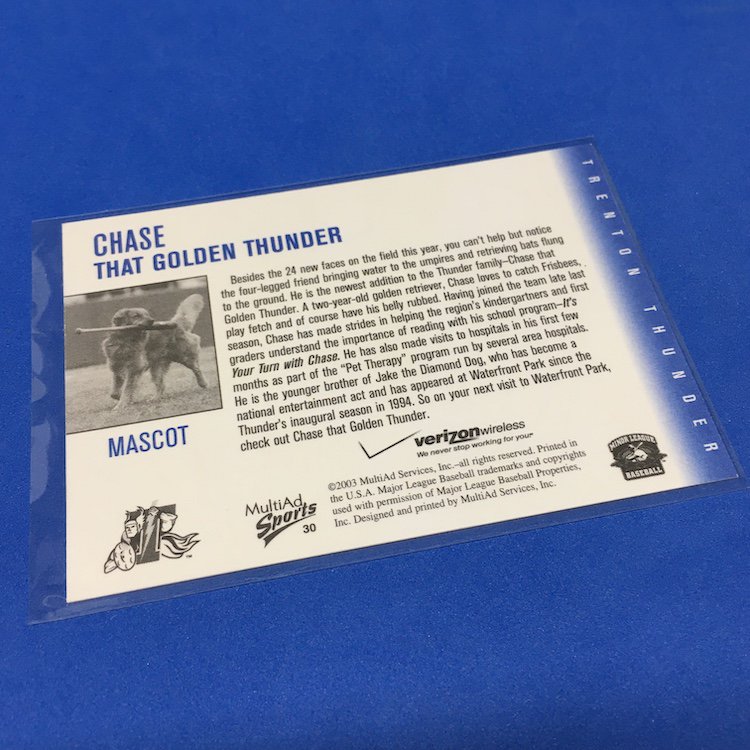 CHASE
THAT GOLDEN THUNDER
Besides the 24 new faces on the field this year, you can't help but notice
the four-legged friend bringing water to the umpires and retrieving bats flung
to the ground. He is the newest addition to the Thunder family–Chase that
Golden Thunder. A two-year-old golden retriever, Chase loves to catch Frisbees,
play fetch and of course have his belly rubbed. Having joined the team late last
season, Chase has made strides in helping the region's kindergartners and first
graders understand the importance of reading with his school program–It's
Your Turn with Chase. He has also made visits to hospitals in his first few
months as part of the "Pet Therapy" program run by several area hospitals.
He is the younger brother of Jake the Diamond Dog, who has become a
national entertainment act and has appeared at Waterfront Park since the
Thunder's inaugural season in 1994. So on your next visit to Waterfront Park,
check out Chase that Golden Thunder.
MASCOT
verizonwireless
We never stop working for you®
MultiAd
Sports
30
©2003 MultiAd Services, Inc.–all rights reserved. Printed in
the U.S.A. Major League Baseball trademarks and copyrights
used with permission of Major League Baseball Properties,
Inc. Designed and printed by MultiAd Services, Inc.
MINOR LEAGUE
BASEBALL
T
™
TRENTON THUNDER